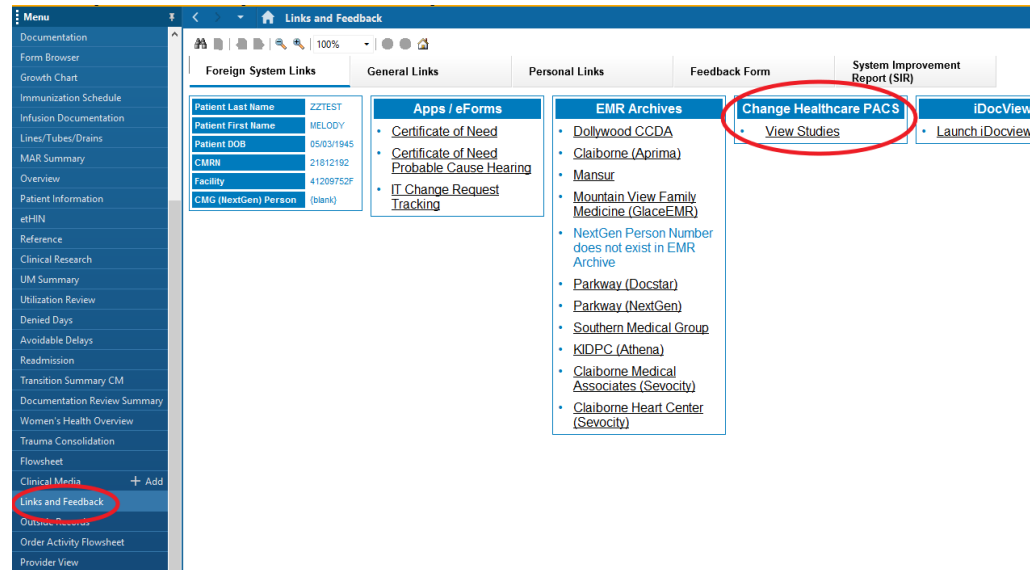 Menu
Links and Feedback
Documentation
Form Browser
Growth Chart
Immunization Schedule
Infusion Documentation
Lines/Tubes/Drains
MAR Summary
Overview
Patient Information
etHIN
Reference
Clinical Research
UM Summary
Utilization Review
Denied Days
Avoidable Delays
Readmission
Transition Summary CM
Documentation Review Summary
Women's Health Overview
Trauma Consolidation
Flowsheet
Clinical Media + Add
Links and Feedback
Outside Records
Order Activity Flowsheet
Provider View
100%
Foreign System Links
General Links
Personal Links
Feedback Form
System Improvement
Report (SIR)
Patient Last Name ZZTEST
Patient First Name MELODY
Patient DOB 05/03/1945
CMRN 21812192
Facility 41209752F
CMG (NextGen) Person (blank)
Apps / eForms
• Certificate of Need
• Certificate of Need
Probable Cause Hearing
• IT Change Request
Tracking
EMR Archives
• Dollywood CCDA
• Claiborne (Aprima)
• Mansur
• Mountain View Family
Medicine (GlaceEMR)
• NextGen Person Number
does not exist in EMR
Archive
• Parkway (Docstar)
• Parkway (NextGen)
• Southern Medical Group
• KIDPC (Athena)
• Claiborne Medical
Associates (Sevocity)
• Claiborne Heart Center
(Sevocity)
Change Healthcare PACS
• View Studies
iDocView
• Launch iDocview